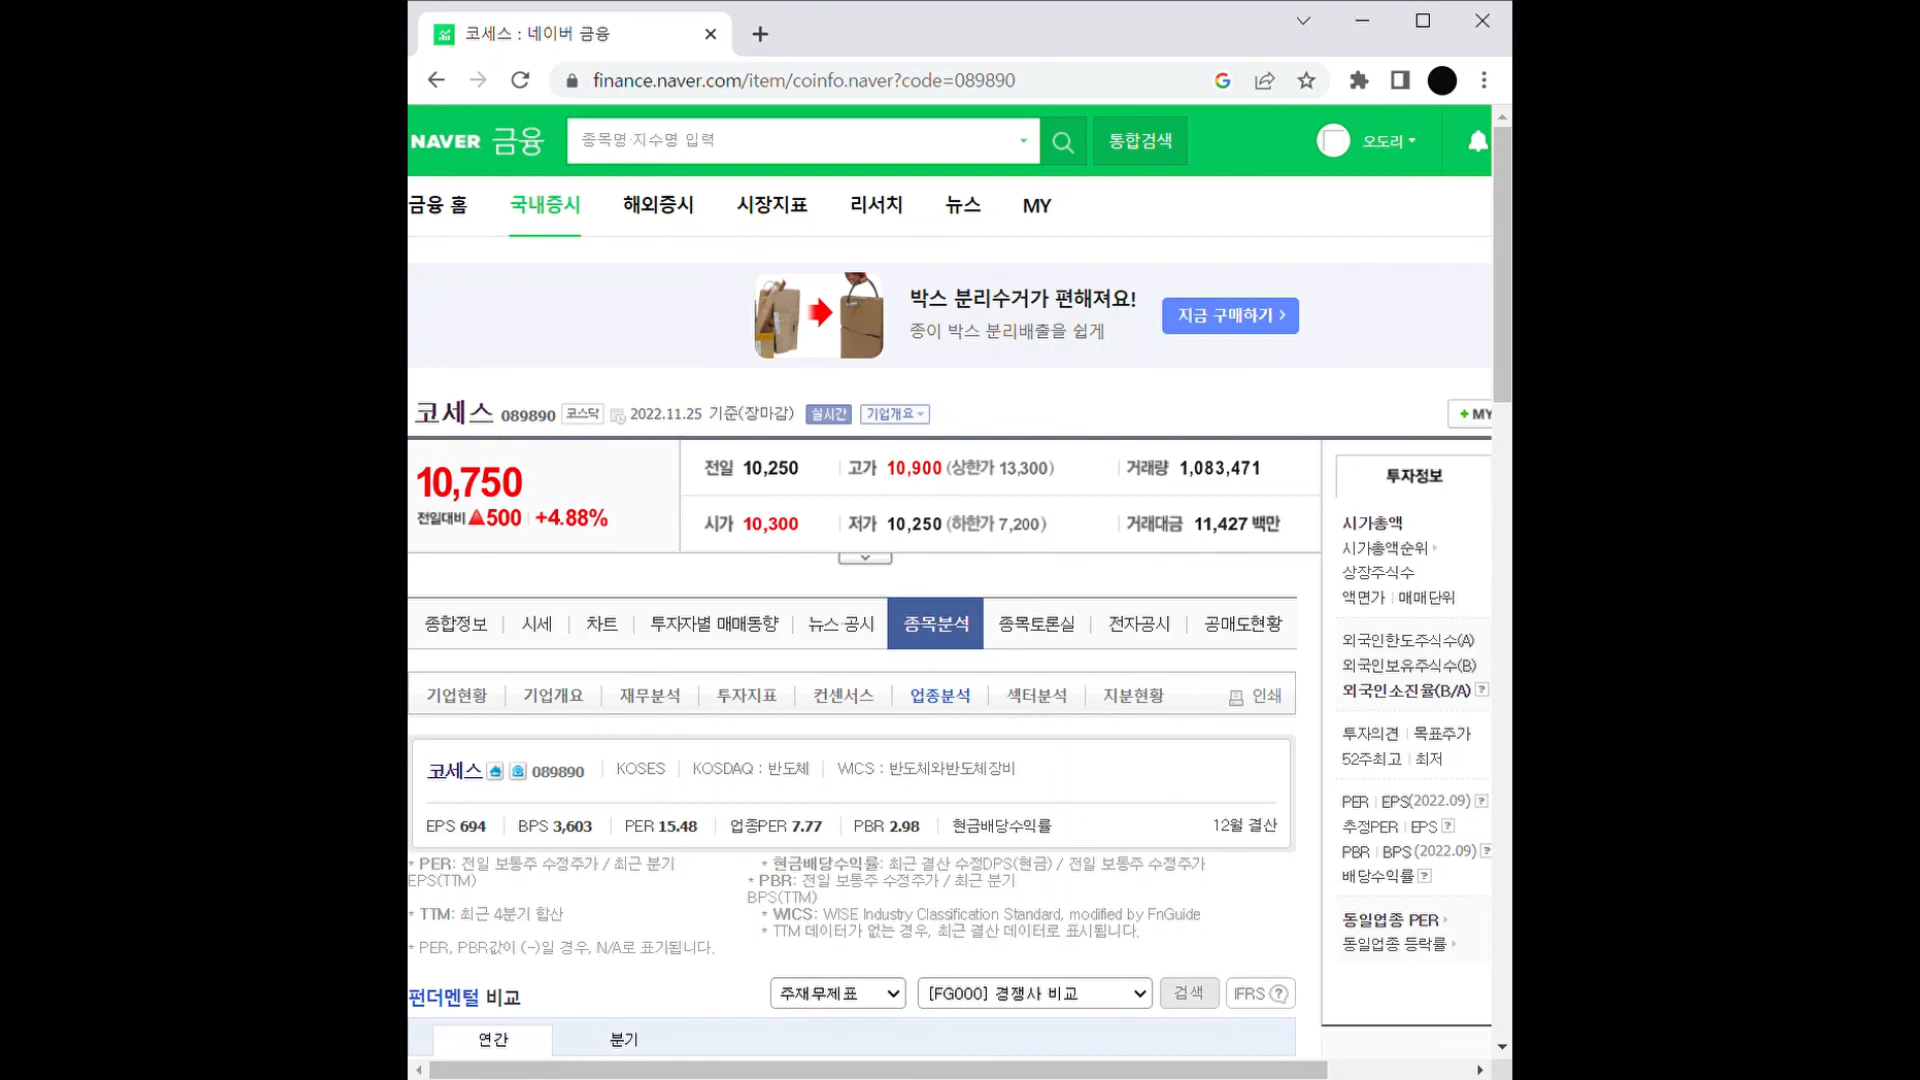 코세스 : 네이버 금융
finance.naver.com/item/coinfo.naver?code=089890
NAVER 금융 종목명·지수명 입력 통합검색 오도리
금융 홈 국내증시 해외증시 시장지표 리서치 뉴스 MY
박스 분리수거가 편해져요!
종이 박스 분리배출을 쉽게
지금 구매하기 >
코세스 089890 코스닥 2022.11.25 기준(장마감) 실시간 기업개요
+ MY
10,750
전일대비 ▲500 +4.88%
전일 10,250 고가 10,900 (상한가 13,300) 거래량 1,083,471
시가 10,300 저가 10,250 (하한가 7,200) 거래대금 11,427 백만
종합정보 시세 차트 투자자별 매매동향 뉴스·공시 종목분석 종목토론실 전자공시 공매도현황
기업현황 기업개요 재무분석 투자지표 컨센서스 업종분석 섹터분석 지분현황 인쇄
코세스 089890 KOSES KOSDAQ : 반도체 WICS : 반도체와반도체장비
EPS 694 BPS 3,603 PER 15.48 업종PER 7.77 PBR 2.98 현금배당수익률 12월 결산
* PER: 전일 보통주 수정주가 / 최근 분기
EPS(TTM)
* TTM: 최근 4분기 합산
* PER, PBR값이 (-)일 경우, N/A로 표기됩니다.
* 현금배당수익률: 최근 결산 수정DPS(현금) / 전일 보통주 수정주가
* PBR: 전일 보통주 수정주가 / 최근 분기
BPS(TTM)
* WICS: WISE Industry Classification Standard, modified by FnGuide
* TTM 데이터가 없는 경우, 최근 결산 데이터로 표시됩니다.
펀더멘털 비교 주재무제표 [FG000] 경쟁사 비교 검색 IFRS ?
연간 분기
투자정보
시가총액
시가총액순위
상장주식수
액면가 매매단위
외국인한도주식수(A)
외국인보유주식수(B)
외국인소진율(B/A) ?
투자의견 목표주가
52주최고 최저
PER EPS(2022.09) ?
추정PER EPS ?
PBR BPS (2022.09) ?
배당수익률 ?
동일업종 PER
동일업종 등락률